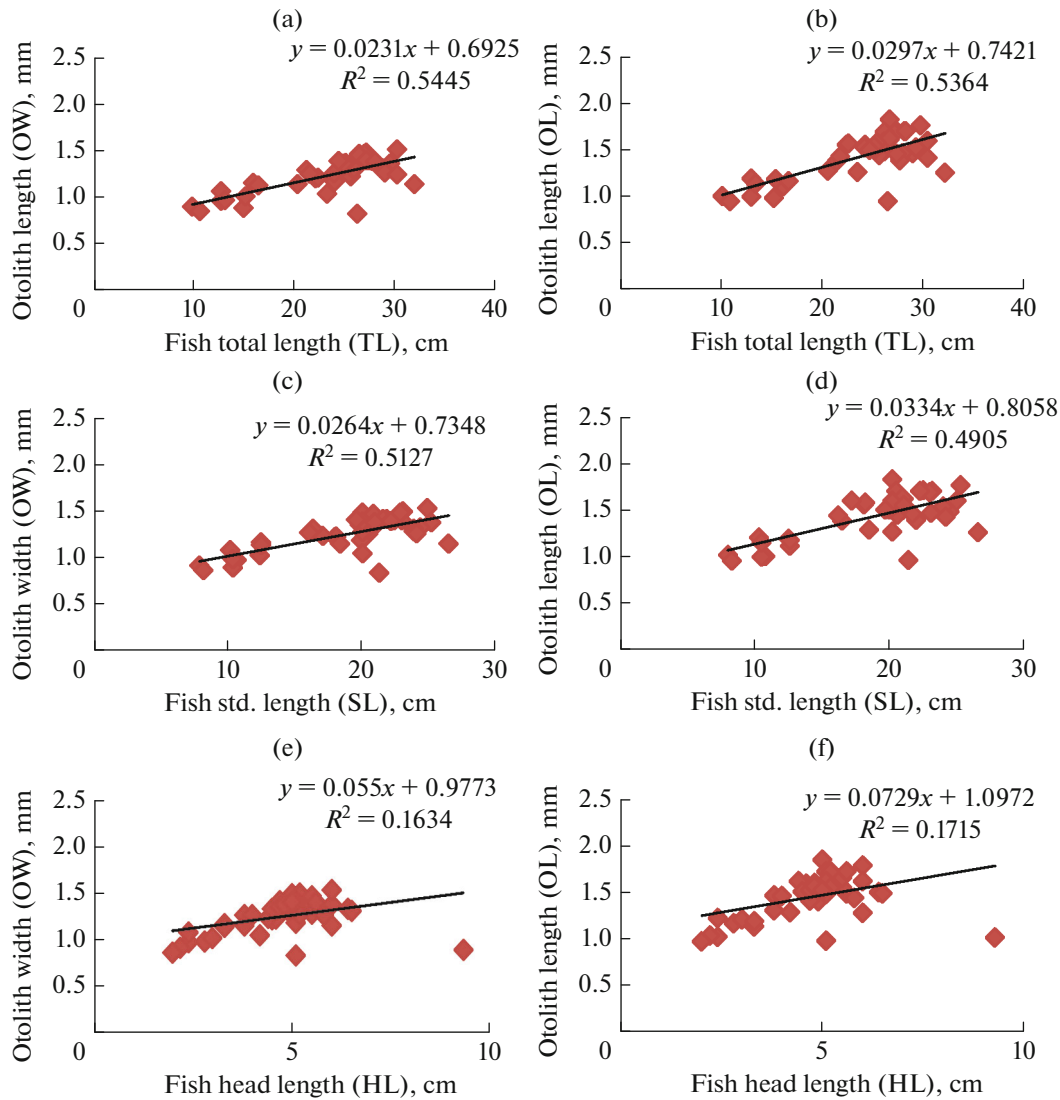 (a)
y = 0.0231x + 0.6925
R² = 0.5445
Otolith length (OW), mm
2.5
2.0
1.5
1.0
0.5
0
10
20
30
40
Fish total length (TL), cm
(b)
y = 0.0297x + 0.7421
R² = 0.5364
Otolith length (OL), mm
2.5
2.0
1.5
1.0
0.5
0
10
20
30
40
Fish total length (TL), cm
(c)
y = 0.0264x + 0.7348
R² = 0.5127
Otolith width (OW), mm
2.5
2.0
1.5
1.0
0.5
0
10
20
30
Fish std. length (SL), cm
(d)
y = 0.0334x + 0.8058
R² = 0.4905
Otolith length (OL), mm
2.5
2.0
1.5
1.0
0.5
0
10
20
30
Fish std. length (SL), cm
(e)
y = 0.055x + 0.9773
R² = 0.1634
Otolith width (OW), mm
2.5
2.0
1.5
1.0
0.5
0
5
10
Fish head length (HL), cm
(f)
y = 0.0729x + 1.0972
R² = 0.1715
Otolith length (OL), mm
2.5
2.0
1.5
1.0
0.5
0
5
10
Fish head length (HL), cm